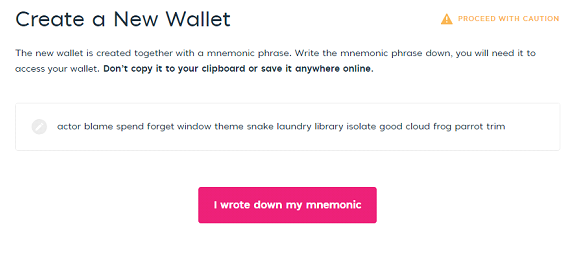 Create a New Wallet
PROCEED WITH CAUTION
The new wallet is created together with a mnemonic phrase. Write the mnemonic phrase down, you will need it to
access your wallet. Don't copy it to your clipboard or save it anywhere online.
actor blame spend forget window theme snake laundry library isolate good cloud frog parrot trim
I wrote down my mnemonic